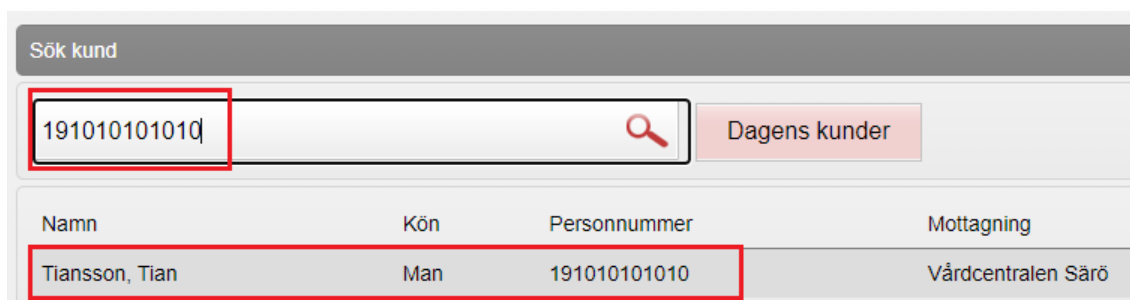 Sök kund
191010101010 Dagens kunder
Namn Kön Personnummer Mottagning
Tiansson, Tian Man 191010101010 Vårdcentralen Särö